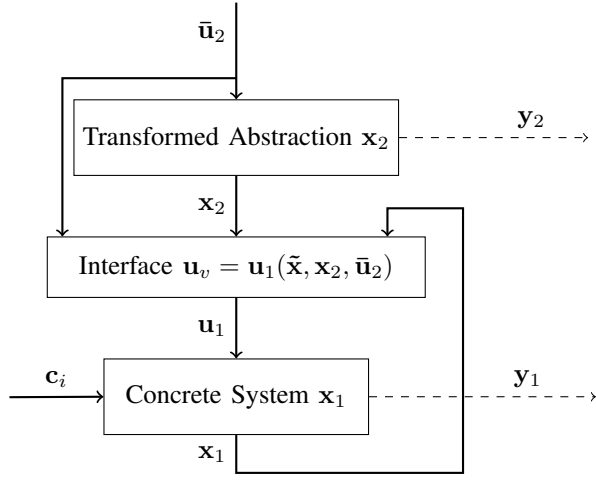 ū₂
Transformed Abstraction x₂
y₂
x₂
Interface uᵥ = u₁(x̃, x₂, ū₂)
u₁
cᵢ
Concrete System x₁
y₁
x₁